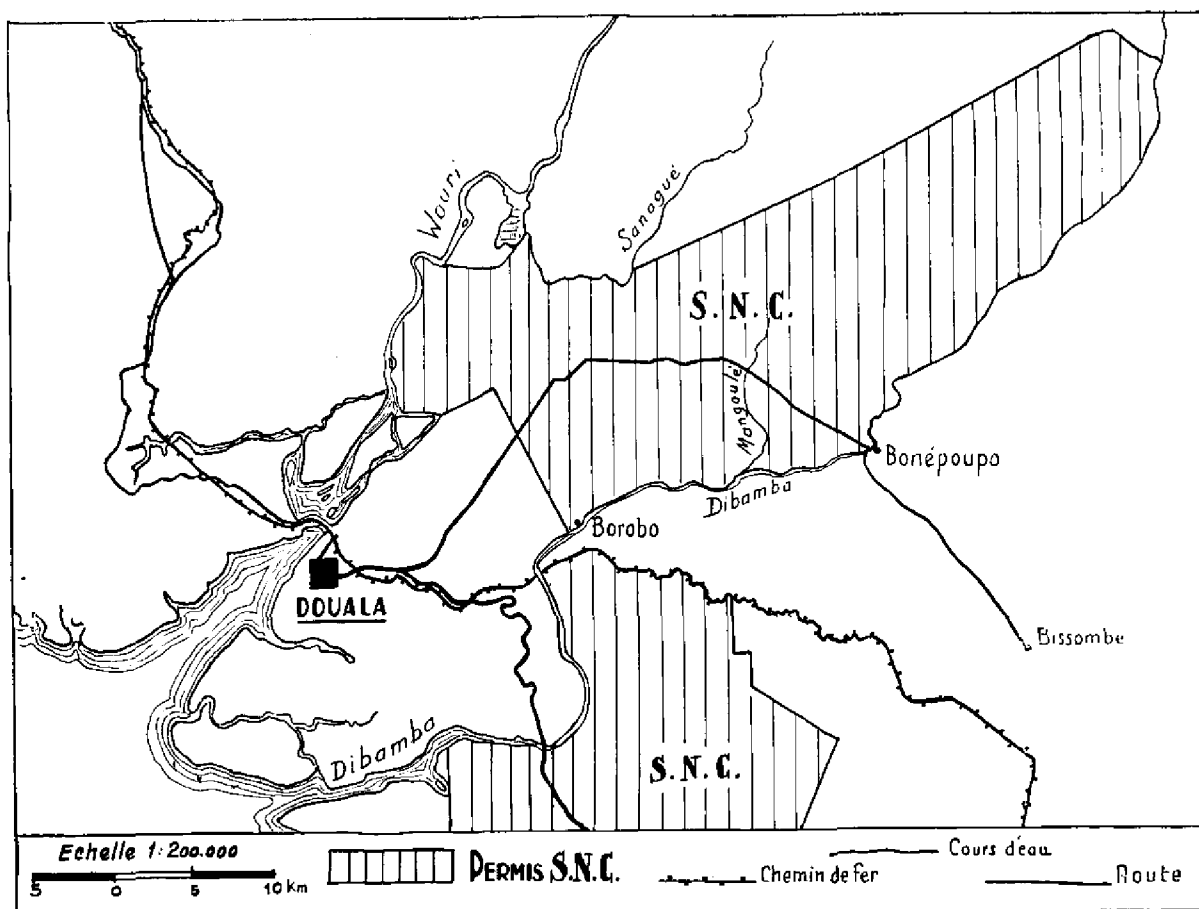 Wouri
Sanagué
S. N. C.
Mangoulé
Bonépoupa
Dibamba
Borobo
DOUALA
Bissombe
Dibamba
S. N. C.
Echelle 1:200.000
5 0 5 10 Km
PERMIS S.N.C.
Cours d'eau
Chemin de fer
Route